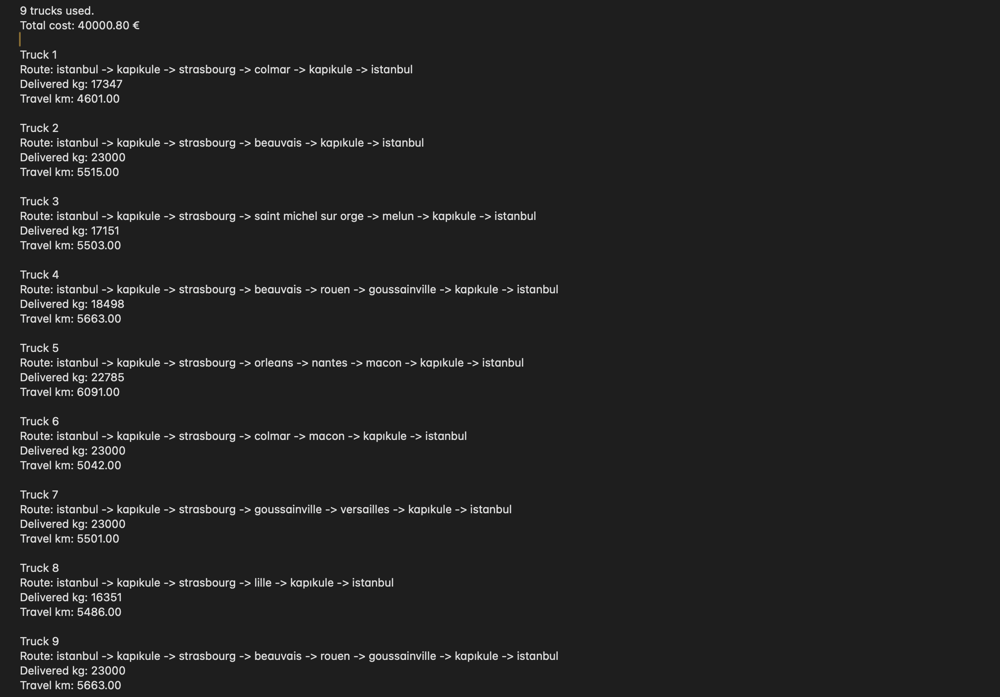 9 trucks used.
Total cost: 40000.80 €
Truck 1
Route: istanbul -> kapıkule -> strasbourg -> colmar -> kapıkule -> istanbul
Delivered kg: 17347
Travel km: 4601.00
Truck 2
Route: istanbul -> kapıkule -> strasbourg -> beauvais -> kapıkule -> istanbul
Delivered kg: 23000
Travel km: 5515.00
Truck 3
Route: istanbul -> kapıkule -> strasbourg -> saint michel sur orge -> melun -> kapıkule -> istanbul
Delivered kg: 17151
Travel km: 5503.00
Truck 4
Route: istanbul -> kapıkule -> strasbourg -> beauvais -> rouen -> goussainville -> kapıkule -> istanbul
Delivered kg: 18498
Travel km: 5663.00
Truck 5
Route: istanbul -> kapıkule -> strasbourg -> orleans -> nantes -> macon -> kapıkule -> istanbul
Delivered kg: 22785
Travel km: 6091.00
Truck 6
Route: istanbul -> kapıkule -> strasbourg -> colmar -> macon -> kapıkule -> istanbul
Delivered kg: 23000
Travel km: 5042.00
Truck 7
Route: istanbul -> kapıkule -> strasbourg -> goussainville -> versailles -> kapıkule -> istanbul
Delivered kg: 23000
Travel km: 5501.00
Truck 8
Route: istanbul -> kapıkule -> strasbourg -> lille -> kapıkule -> istanbul
Delivered kg: 16351
Travel km: 5486.00
Truck 9
Route: istanbul -> kapıkule -> strasbourg -> beauvais -> rouen -> goussainville -> kapıkule -> istanbul
Delivered kg: 23000
Travel km: 5663.00